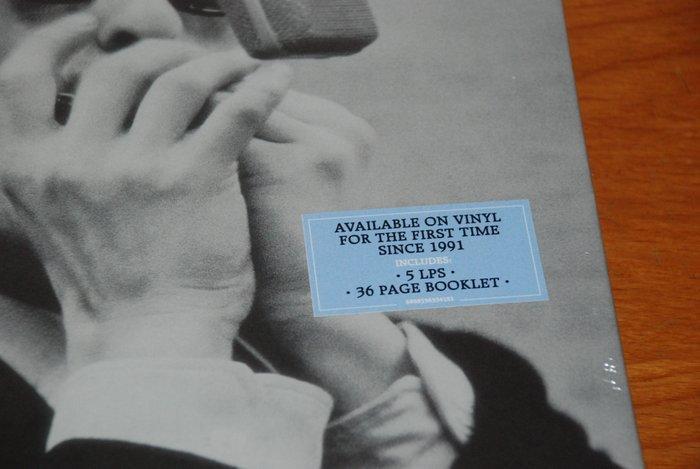 AVAILABLE ON VINYL
FOR THE FIRST TIME
SINCE 1991
INCLUDES:
· 5 LPS ·
· 36 PAGE BOOKLET ·